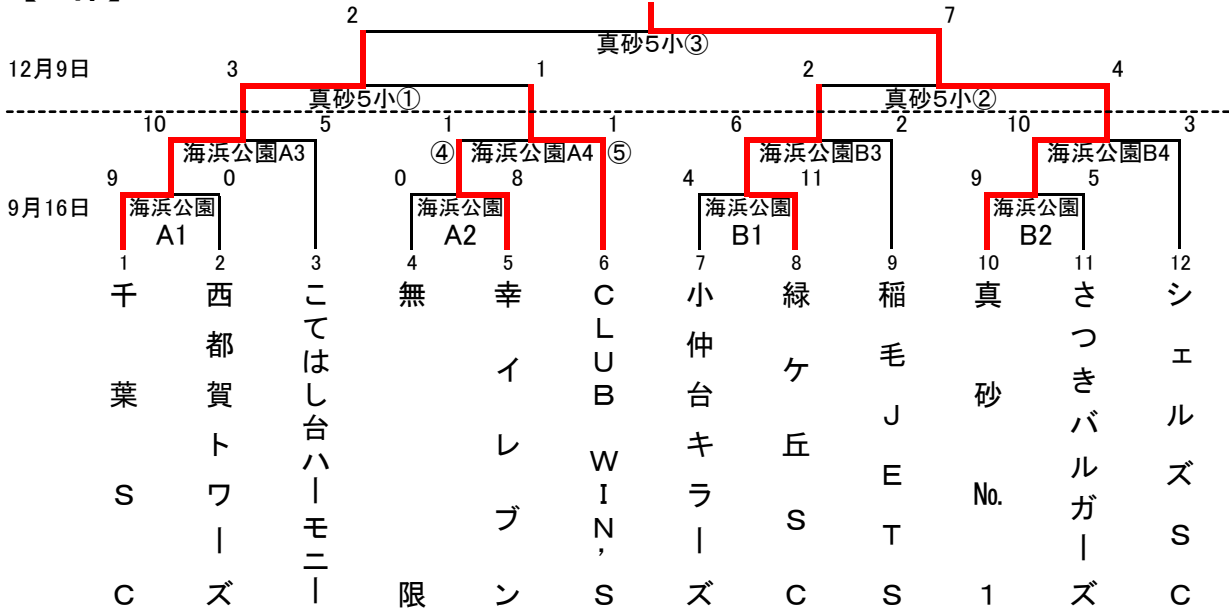 2 7
真砂5小③
12月9日 3 1 2 4
真砂5小① 真砂5小②
10 5 1 1 6 2 10 3
海浜公園A3 ④ 海浜公園A4 ⑤ 海浜公園B3 海浜公園B4
9 0 0 8 4 11 9 5
9月16日 海浜公園 海浜公園 海浜公園 海浜公園
A1 A2 B1 B2
1 2 3 4 5 6 7 8 9 10 11 12
千葉SC
西都賀トワーズ
こてはし台ハーモニー
無限
幸イレブン
CLUB WIN'S
小仲台キラーズ
緑ケ丘SC
稲毛JETS
真砂№1
さつきバルガーズ
シェルズSC